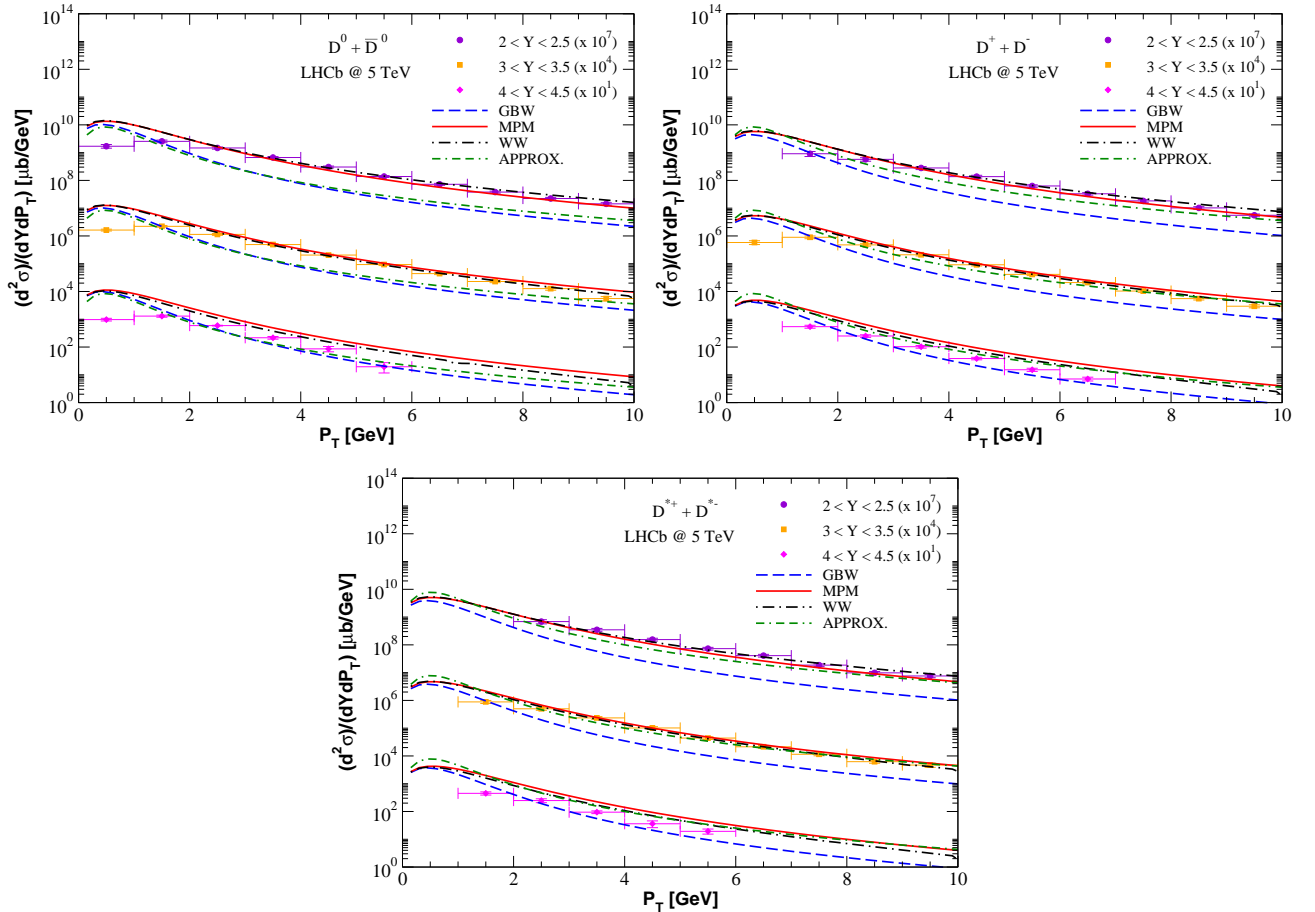 10^14
10^12
10^10
10^8
10^6
10^4
10^2
10^0
(d^2 σ)/(dYdP_T) [μb/GeV]
D^0 + D̅^0
LHCb @ 5 TeV
2 < Y < 2.5 (x 10^7)
3 < Y < 3.5 (x 10^4)
4 < Y < 4.5 (x 10^1)
GBW
MPM
WW
APPROX.
0 2 4 6 8 10
P_T [GeV]
10^14
10^12
10^10
10^8
10^6
10^4
10^2
10^0
(d^2 σ)/(dYdP_T) [μb/GeV]
D^+ + D^-
LHCb @ 5 TeV
2 < Y < 2.5 (x 10^7)
3 < Y < 3.5 (x 10^4)
4 < Y < 4.5 (x 10^1)
GBW
MPM
WW
APPROX.
0 2 4 6 8 10
P_T [GeV]
10^14
10^12
10^10
10^8
10^6
10^4
10^2
10^0
(d^2 σ)/(dYdP_T) [μb/GeV]
D^*+ + D^*-
LHCb @ 5 TeV
2 < Y < 2.5 (x 10^7)
3 < Y < 3.5 (x 10^4)
4 < Y < 4.5 (x 10^1)
GBW
MPM
WW
APPROX.
0 2 4 6 8 10
P_T [GeV]